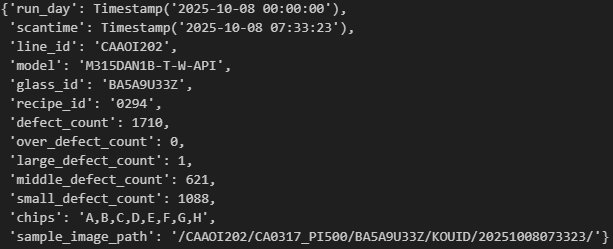 {'run_day': Timestamp('2025-10-08 00:00:00'),
'scantime': Timestamp('2025-10-08 07:33:23'),
'line_id': 'CAAOI202',
'model': 'M315DAN1B-T-W-API',
'glass_id': 'BA5A9U33Z',
'recipe_id': '0294',
'defect_count': 1710,
'over_defect_count': 0,
'large_defect_count': 1,
'middle_defect_count': 621,
'small_defect_count': 1088,
'chips': 'A,B,C,D,E,F,G,H',
'sample_image_path': '/CAAOI202/CA0317_PI500/BA5A9U33Z/KOUID/20251008073323/'}